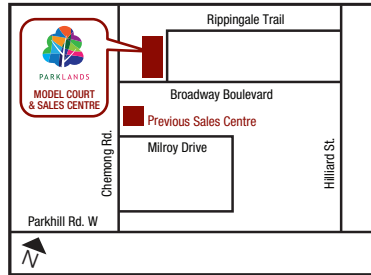 Rippingale Trail
PARKLANDS
MODEL COURT
& SALES CENTRE
Broadway Boulevard
Previous Sales Centre
Milroy Drive
Chemong Rd.
Hilliard St.
Parkhill Rd. W
N